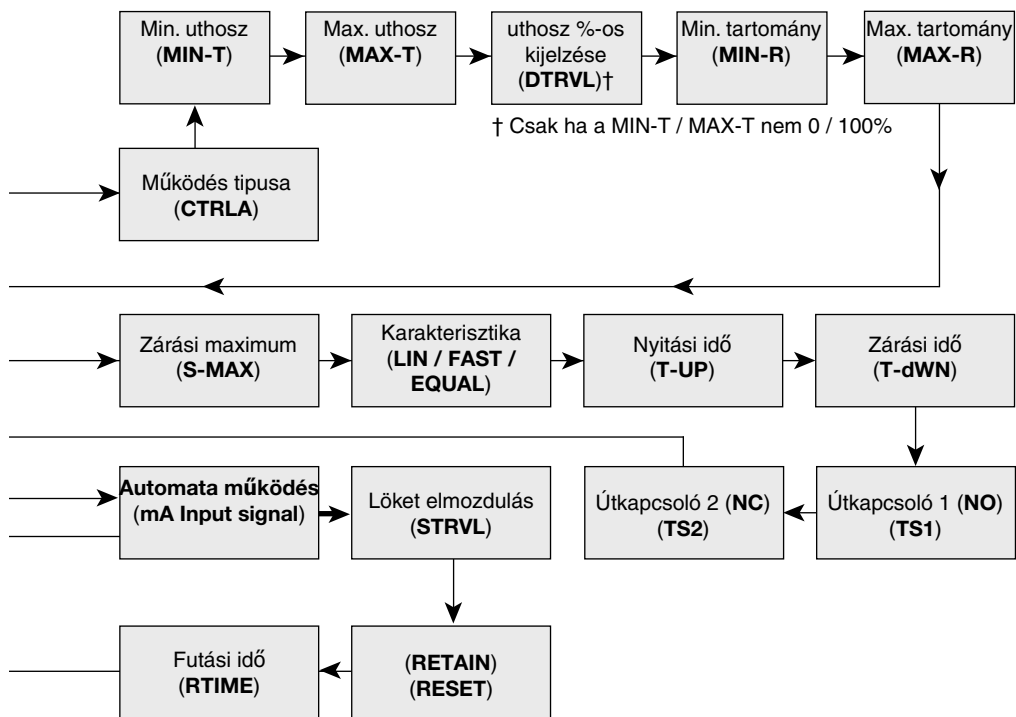 Min. uthosz
(MIN-T)
Max. uthosz
(MAX-T)
uthosz %-os
kijelzése
(DTRVL)†
Min. tartomány
(MIN-R)
Max. tartomány
(MAX-R)
† Csak ha a MIN-T / MAX-T nem 0 / 100%
Működés tipusa
(CTRLA)
Zárási maximum
(S-MAX)
Karakterisztika
(LIN / FAST /
EQUAL)
Nyitási idő
(T-UP)
Zárási idő
(T-dWN)
Automata működés
(mA Input signal)
Löket elmozdulás
(STRVL)
Útkapcsoló 2 (NC)
(TS2)
Útkapcsoló 1 (NO)
(TS1)
Futási idő
(RTIME)
(RETAIN)
(RESET)